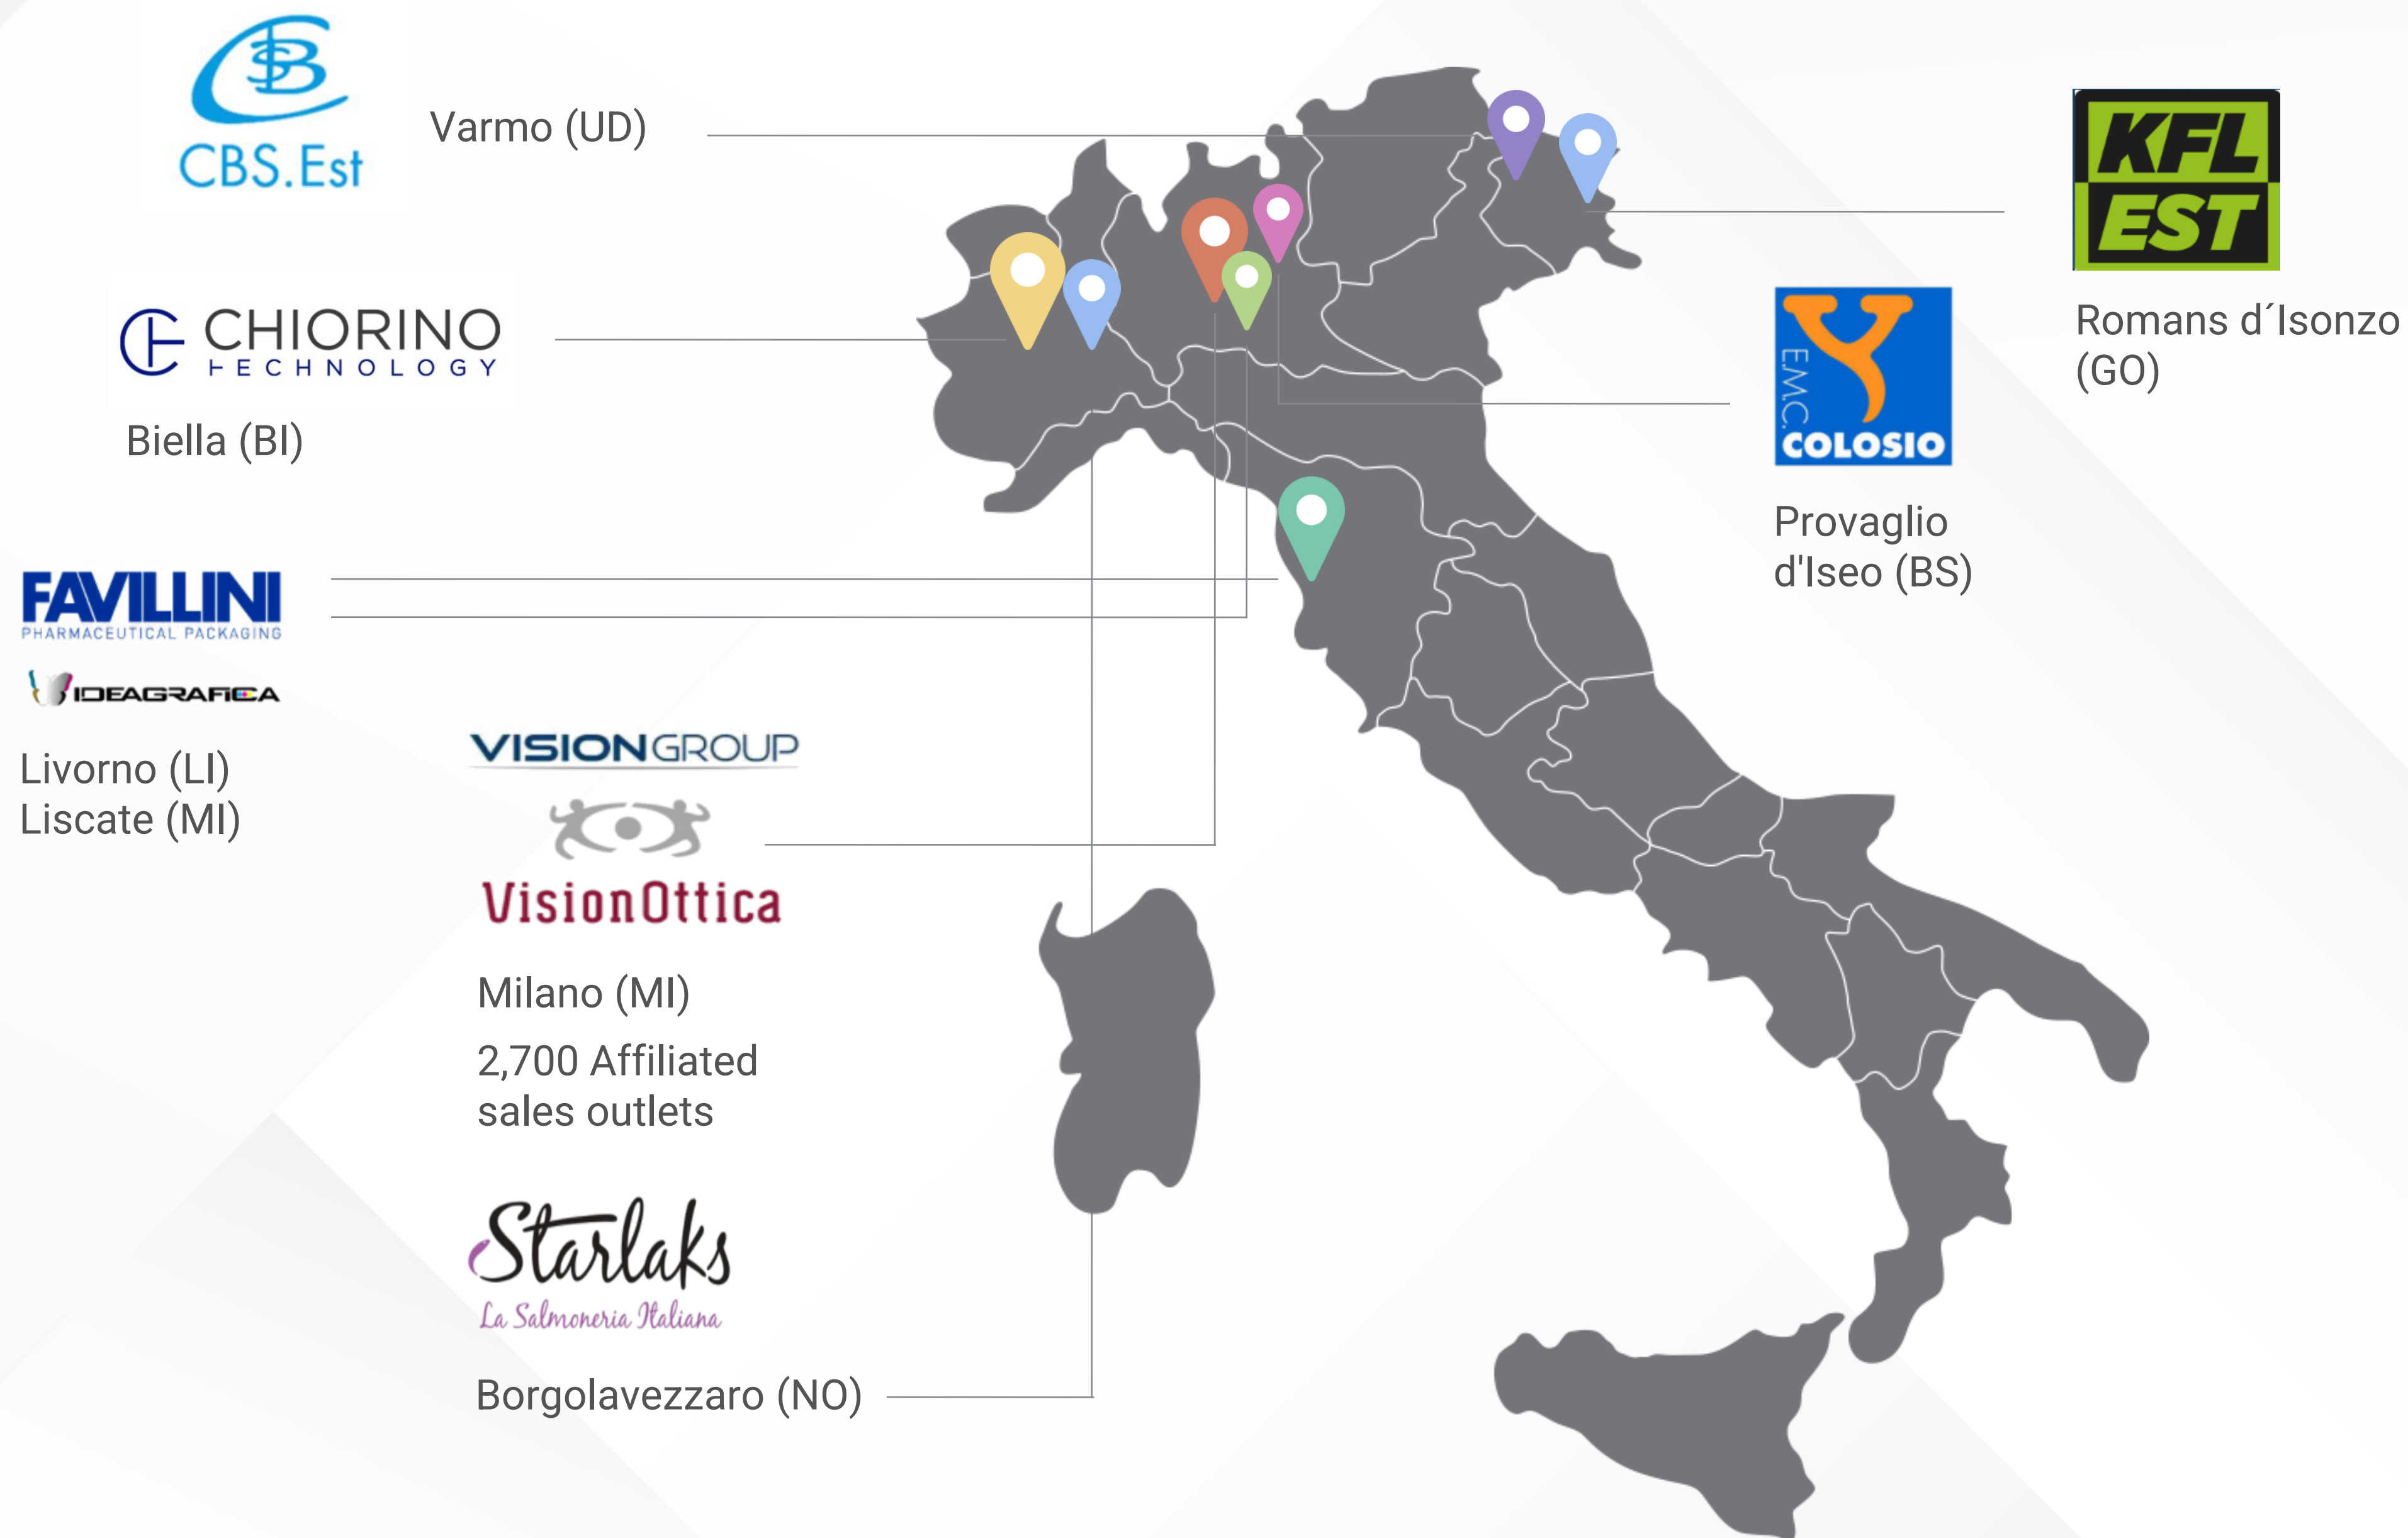 CBS.Est
Varmo (UD)
KFL
EST
Romans d´Isonzo
(GO)
CHIORINO
TECHNOLOGY
Biella (BI)
E.M.C.
COLOSIO
Provaglio
d'Iseo (BS)
FAVILLINI
PHARMACEUTICAL PACKAGING
IDEAGRAFICA
Livorno (LI)
Liscate (MI)
VISIONGROUP
VisionOttica
Milano (MI)
2,700 Affiliated
sales outlets
Starlaks
La Salmoneria Italiana
Borgolavezzaro (NO)